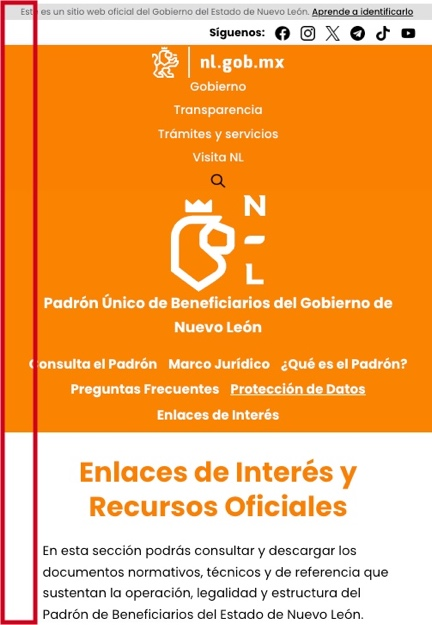 Este es un sitio web oficial del Gobierno del Estado de Nuevo León. Aprende a identificarlo
Síguenos:
nl.gob.mx
Gobierno
Transparencia
Trámites y servicios
Visita NL
N
L
Padrón Único de Beneficiarios del Gobierno de
Nuevo León
Consulta el Padrón Marco Jurídico ¿Qué es el Padrón?
Preguntas Frecuentes Protección de Datos
Enlaces de Interés
Enlaces de Interés y
Recursos Oficiales
En esta sección podrás consultar y descargar los
documentos normativos, técnicos y de referencia que
sustentan la operación, legalidad y estructura del
Padrón de Beneficiarios del Estado de Nuevo León.